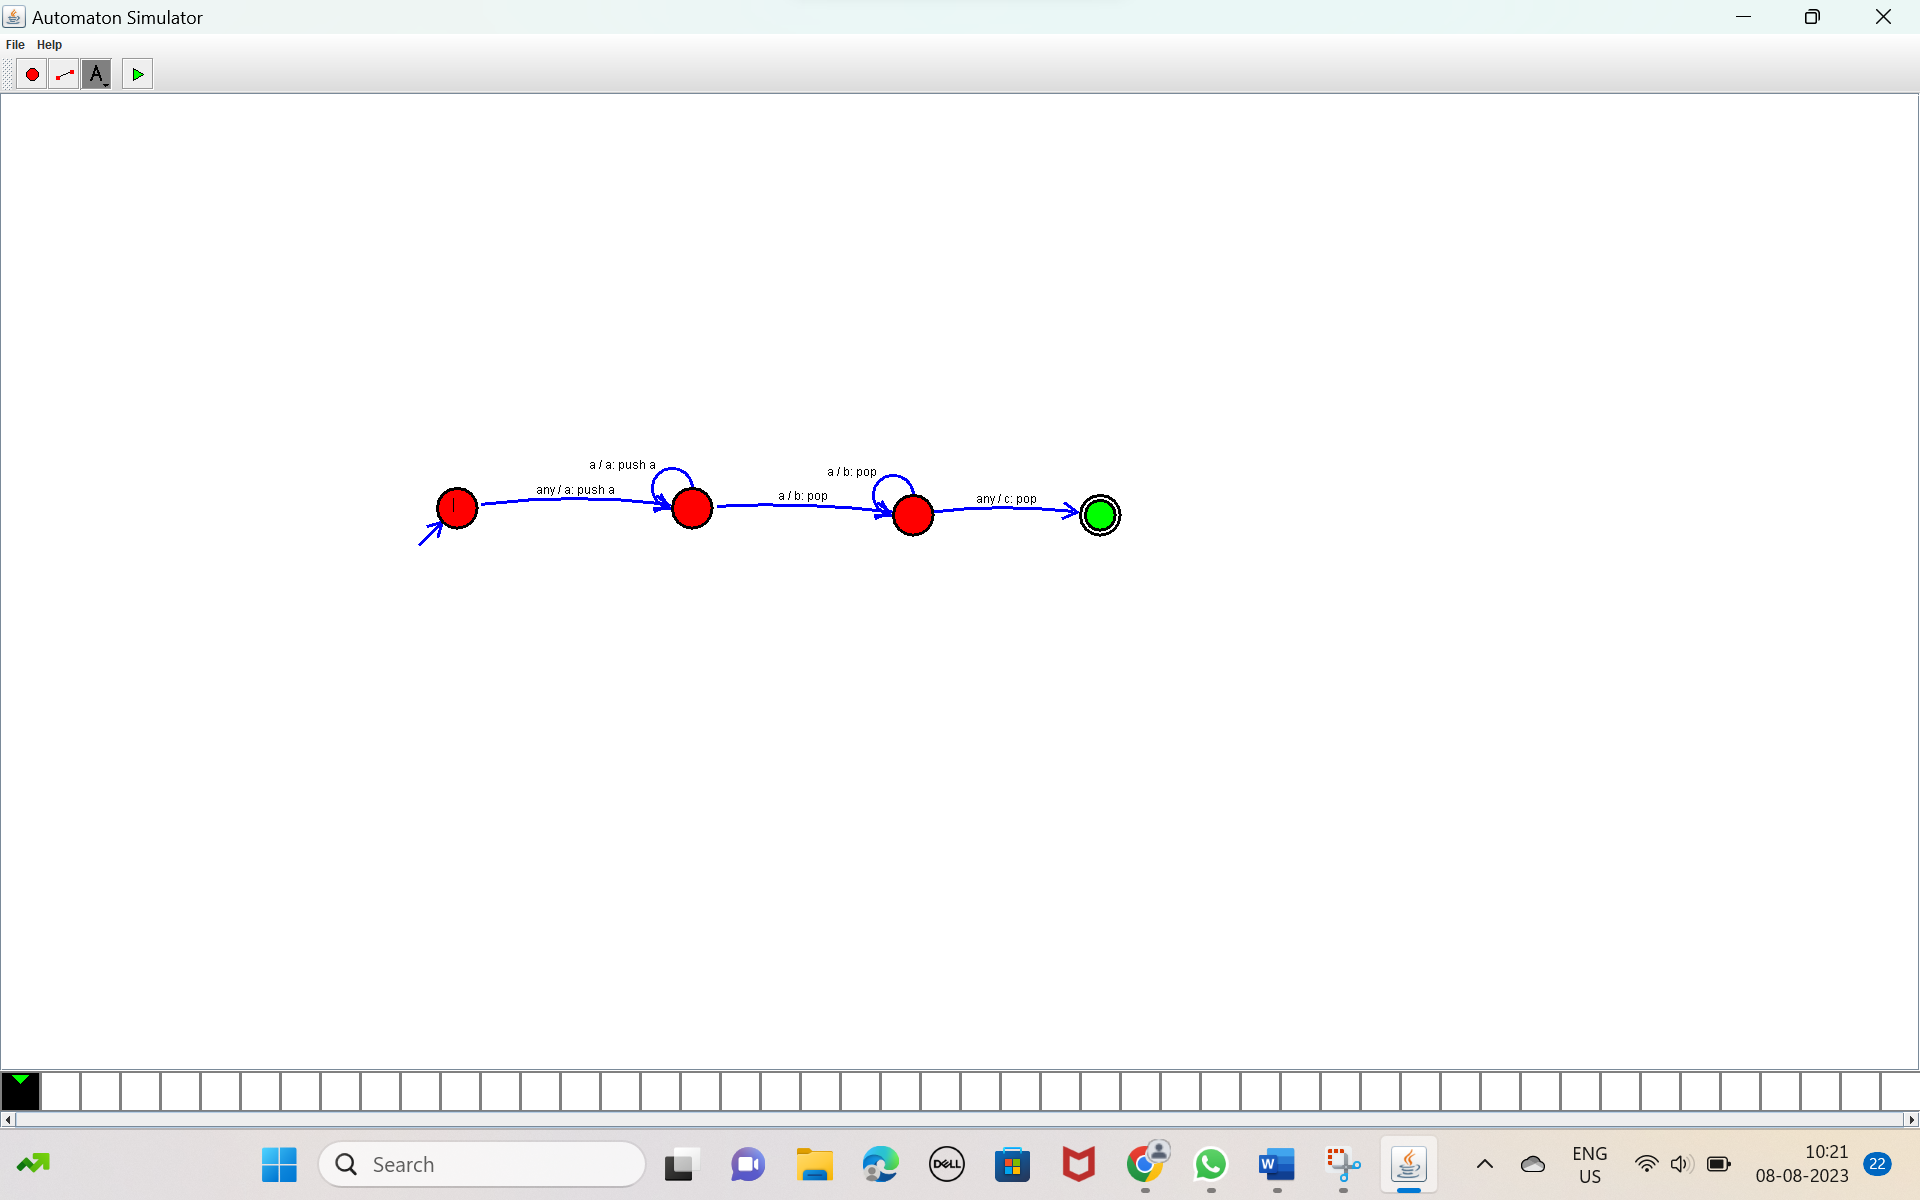 Automaton Simulator
File Help
A
a / a: push a
any / a: push a
a / b: pop
a / b: pop
any / c: pop
Search
DELL
W
ENG
US
10:21
08-08-2023
22